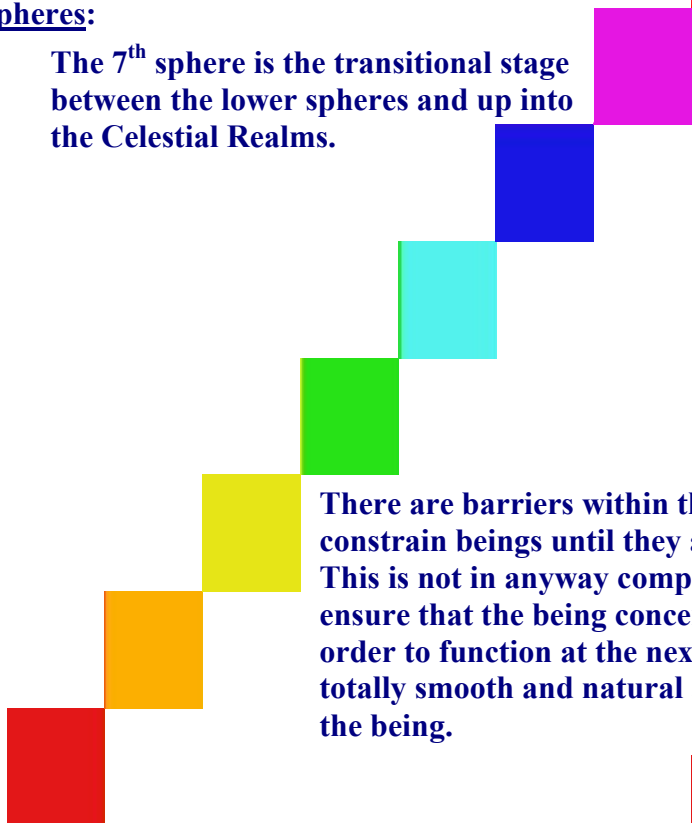 pheres:
The 7th sphere is the transitional stage
between the lower spheres and up into
the Celestial Realms.
There are barriers within th
constrain beings until they a
This is not in anyway comp
ensure that the being conce
order to function at the nex
totally smooth and natural
the being.